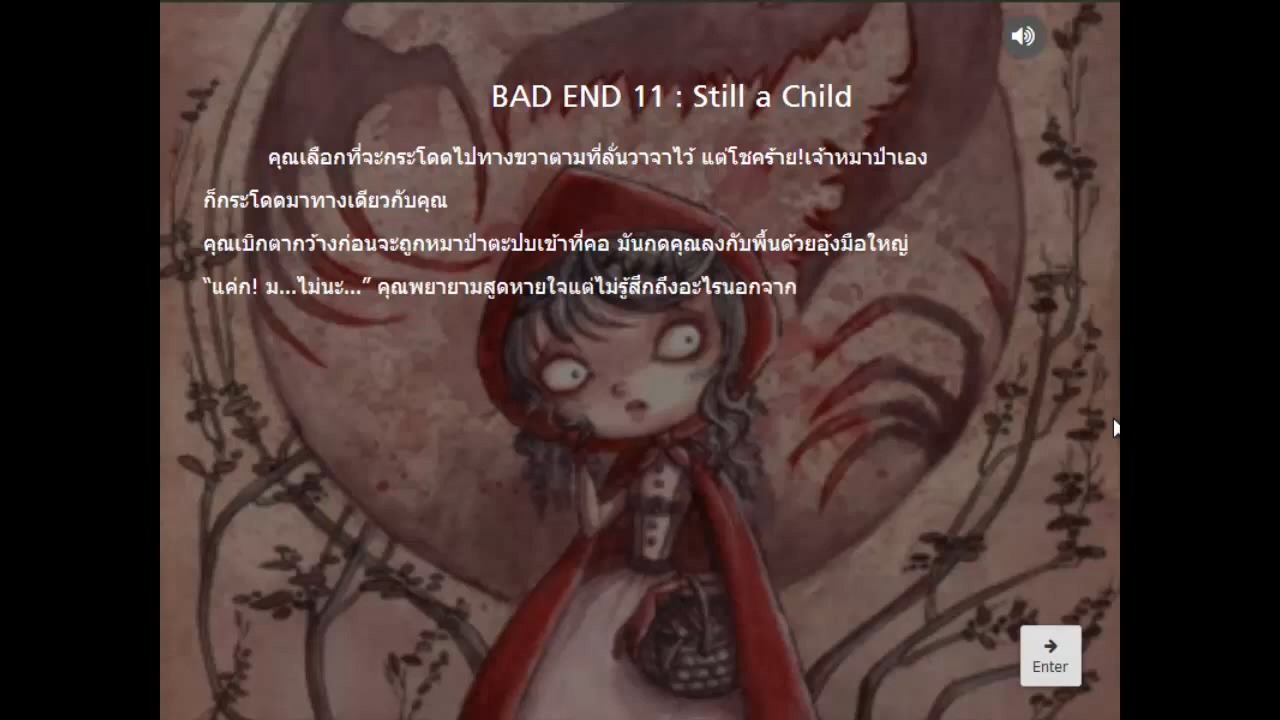 BAD END 11 : Still a Child
คุณเลือกที่จะกระโดดไปทางขวาตามที่ลั่นวาจาไว้ แต่โชคร้าย!เจ้าหมาป่าเอง
ก็กระโดดมาทางเดียวกับคุณ
คุณเบิกตากว้างก่อนจะถูกหมาป่าตะปบเข้าที่คอ มันกดคุณลงกับพื้นด้วยอุ้งมือใหญ่
“แค่ก! ม...ไม่นะ...” คุณพยายามสูดหายใจแต่ไม่รู้สึกถึงอะไรนอกจาก
Enter